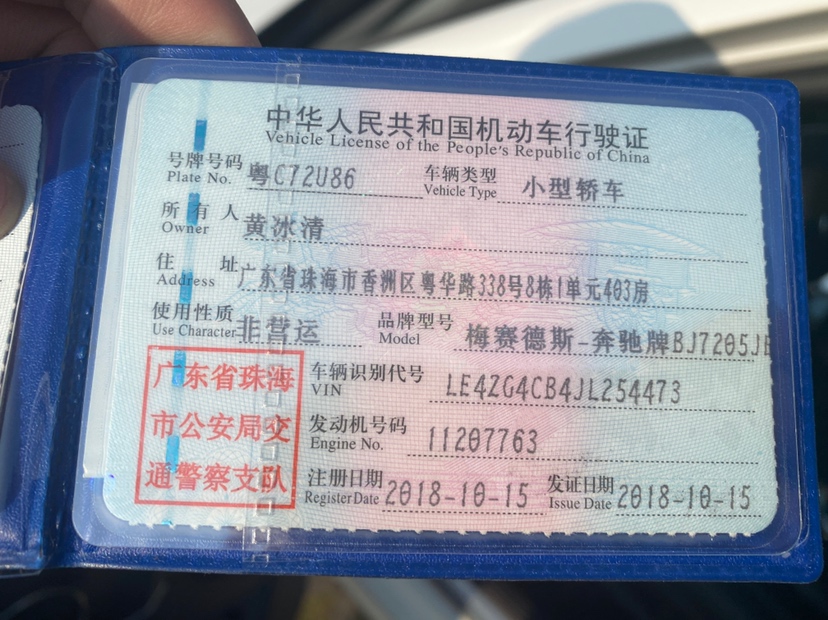 中华人民共和国机动车行驶证
Vehicle License of the People's Republic of China
号牌号码 粤C72U86 车辆类型 小型轿车
Plate No. Vehicle Type
所有人 黄冰清
Owner
住址 广东省珠海市香洲区粤华路338号8栋1单元403房
Address
使用性质 非营运 品牌型号 梅赛德斯-奔驰牌BJ7205JE
Use Character Model
广东省珠海
市公安局交
通警察支队
车辆识别代号 LE4ZG4CB4JL254473
VIN
发动机号码 11207763
Engine No.
注册日期 2018-10-15 发证日期 2018-10-15
Register Date Issue Date